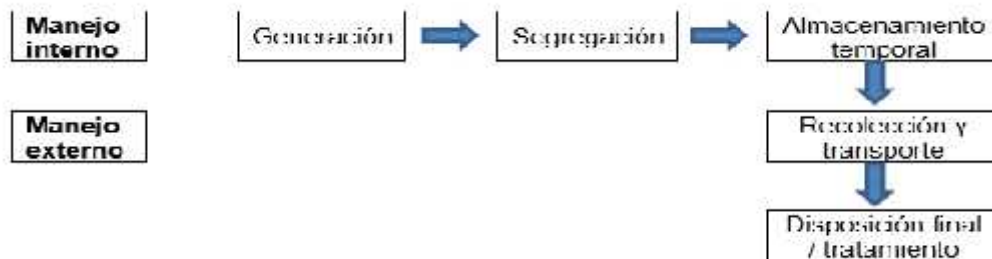 Manejo
interno
Generación
Segregación
Almacenamiento
temporal
Manejo
externo
Recolección y
transporte
Disposición final
/ tratamiento